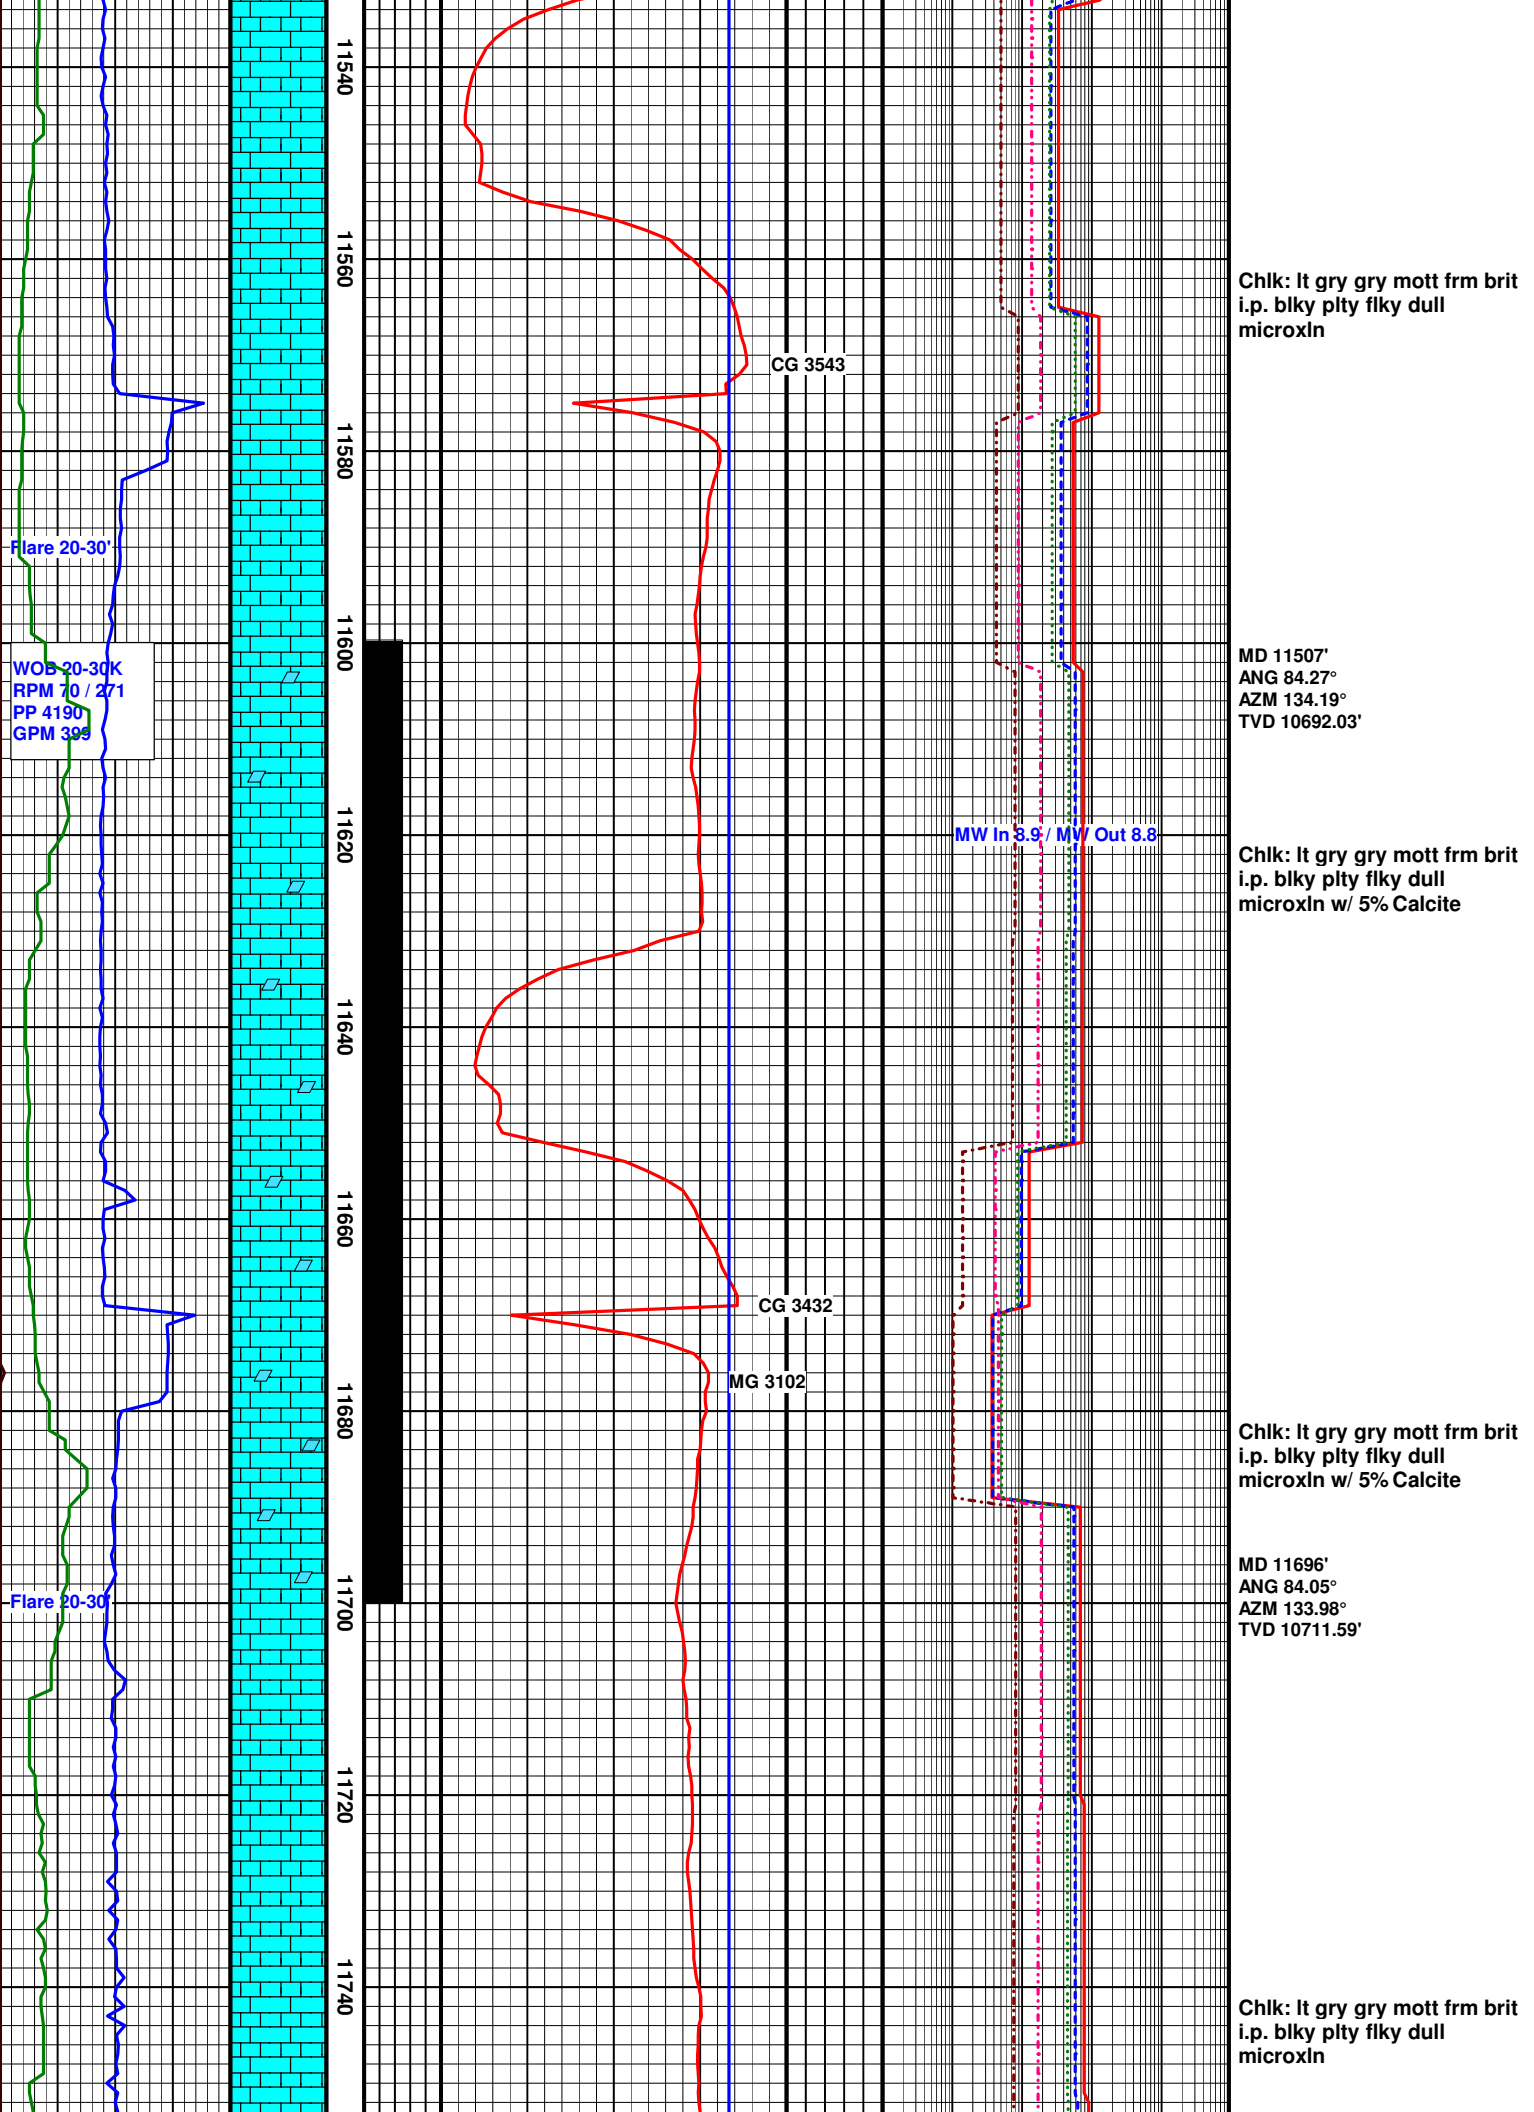 11540
11560
Chlk: lt gry gry mott frm brit
i.p. blky plty flky dull
microxln
CG 3543
11580
Flare 20-30'
11600
WOB 20-30K
RPM 70 / 271
PP 4190
GPM 399
MD 11507'
ANG 84.27°
AZM 134.19°
TVD 10692.03'
11620
MW In 8.9 / MW Out 8.8
Chlk: lt gry gry mott frm brit
i.p. blky plty flky dull
microxln w/ 5% Calcite
11640
11660
CG 3432
MG 3102
11680
Chlk: lt gry gry mott frm brit
i.p. blky plty flky dull
microxln w/ 5% Calcite
MD 11696'
ANG 84.05°
AZM 133.98°
TVD 10711.59'
Flare 20-30'
11700
11720
11740
Chlk: lt gry gry mott frm brit
i.p. blky plty flky dull
microxln